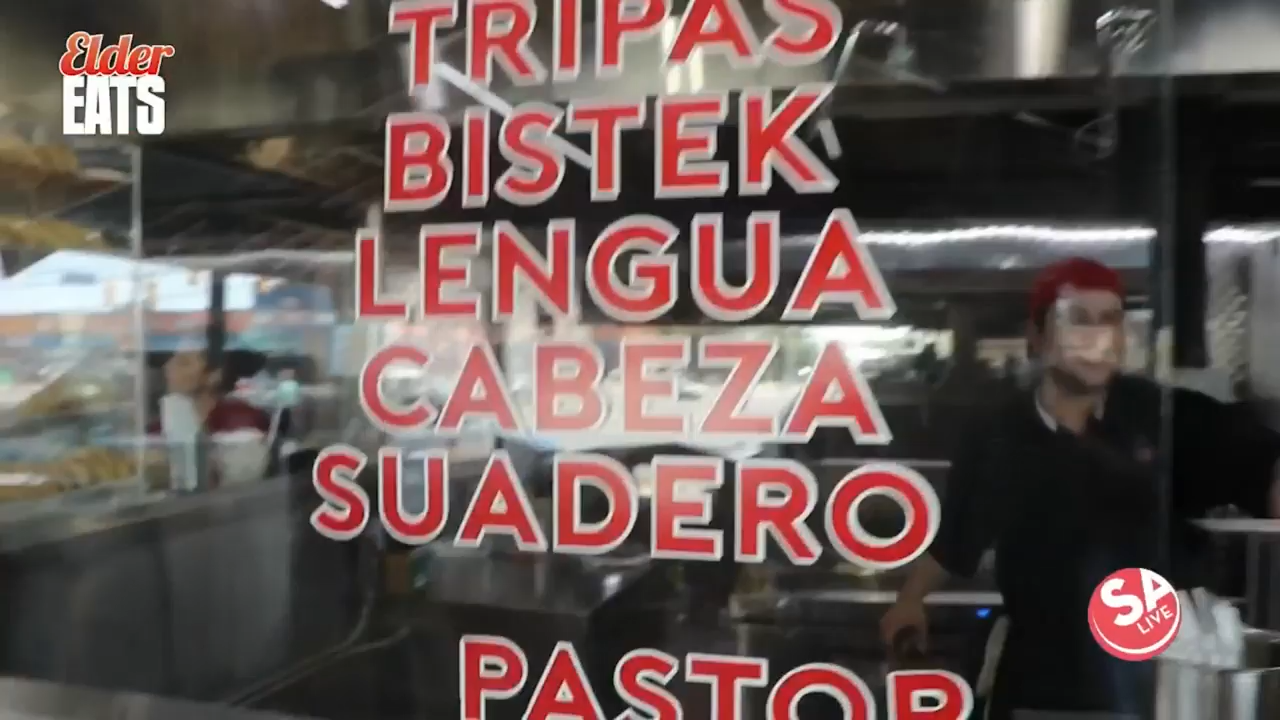 Elder
EATS
TRIPAS
BISTEK
LENGUA
CABEZA
SUADERO
PASTOR
SA
LIVE